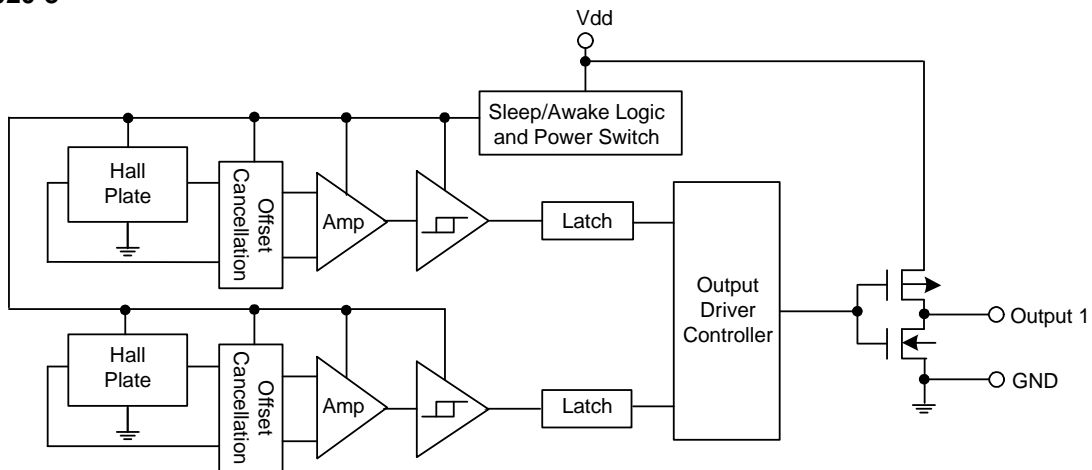 Vdd
Sleep/Awake Logic
and Power Switch
Hall
Plate
Offset
Cancellation
Amp
Latch
Output
Driver
Controller
Output 1
GND
Hall
Plate
Offset
Cancellation
Amp
Latch